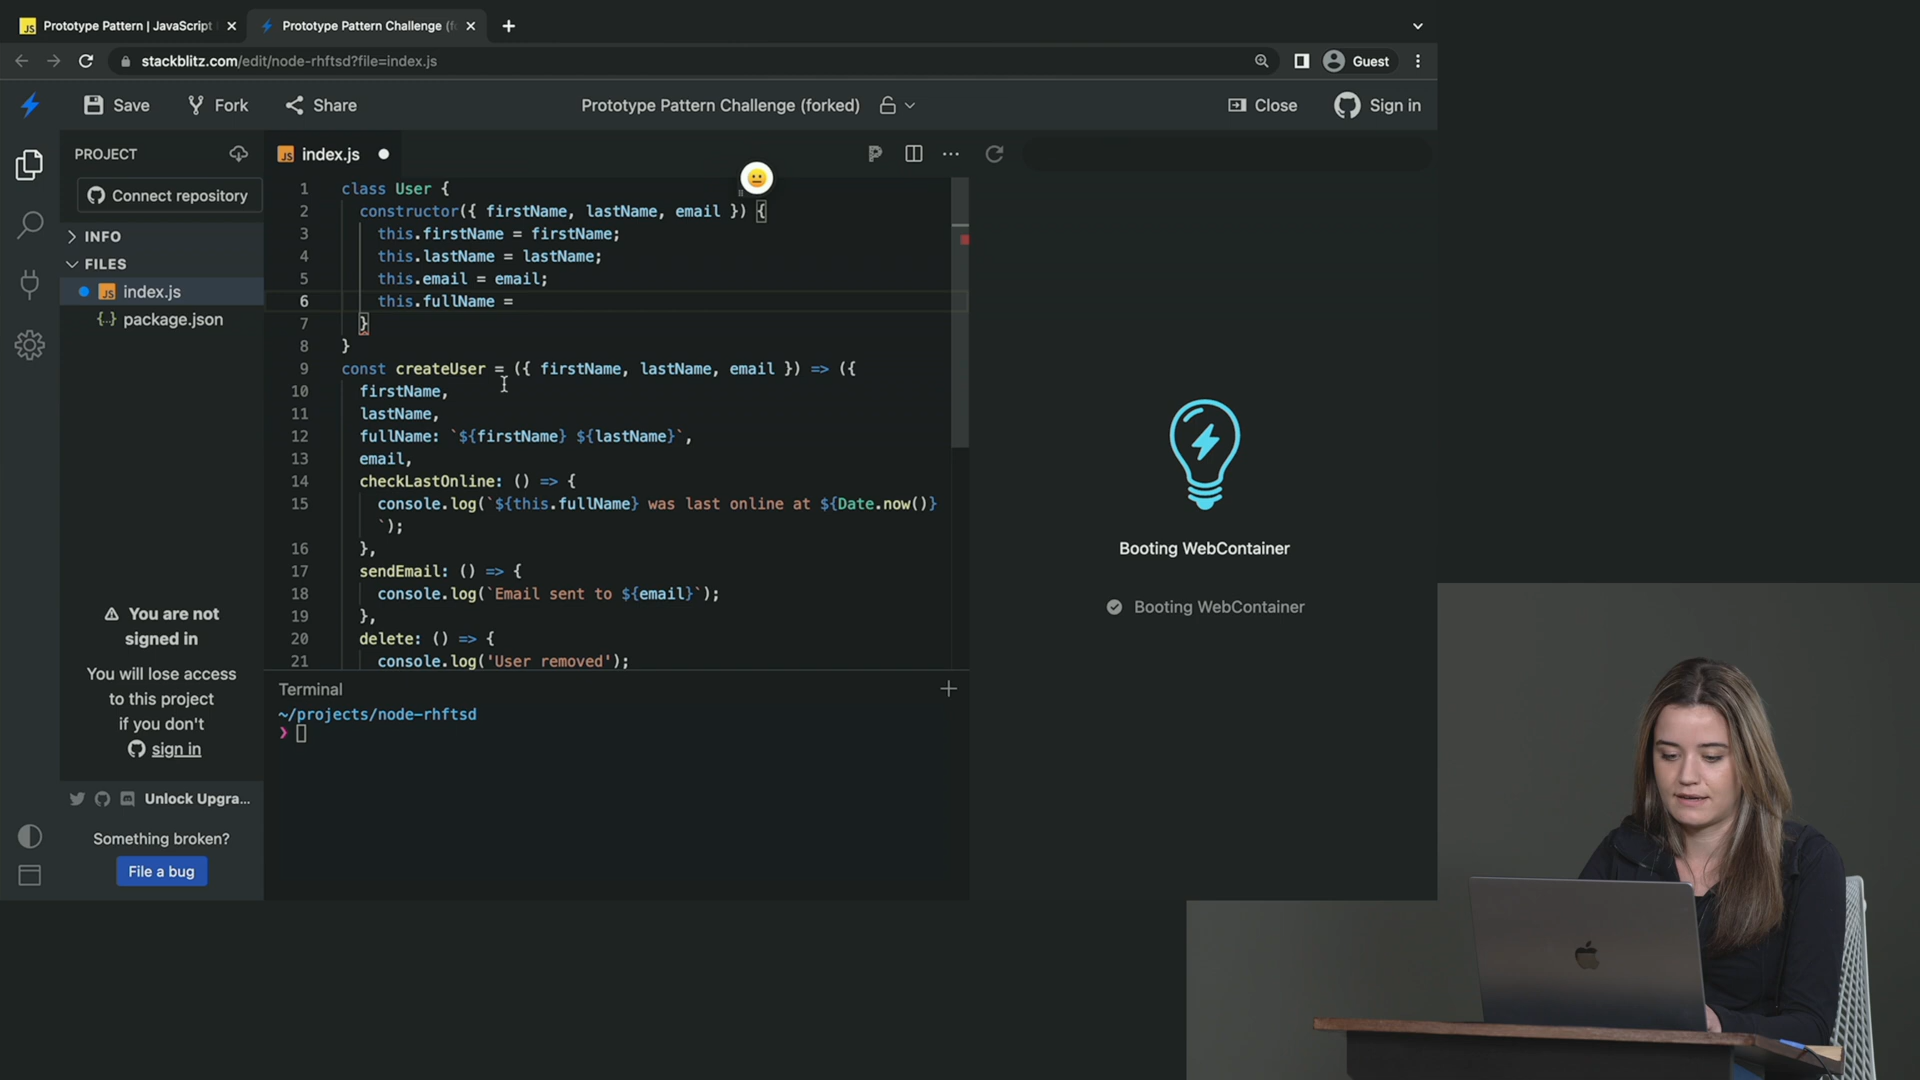 Prototype Pattern | JavaScript
Prototype Pattern Challenge (f
stackblitz.com/edit/node-rhftsd?file=index.js
Guest
Save
Fork
Share
Prototype Pattern Challenge (forked)
Close
Sign in
PROJECT
Connect repository
INFO
FILES
index.js
package.json
You are not
signed in
You will lose access
to this project
if you don't
sign in
Unlock Upgra...
Something broken?
File a bug
index.js
1 class User {
2 constructor({ firstName, lastName, email }) {
3 this.firstName = firstName;
4 this.lastName = lastName;
5 this.email = email;
6 this.fullName =
7 }
8 }
9 const createUser = ({ firstName, lastName, email }) => ({
10 firstName,
11 lastName,
12 fullName: `${firstName} ${lastName}`,
13 email,
14 checkLastOnline: () => {
15 console.log(`${this.fullName} was last online at ${Date.now()}
`);
16 },
17 sendEmail: () => {
18 console.log(`Email sent to ${email}`);
19 },
20 delete: () => {
21 console.log('User removed');
Terminal
~/projects/node-rhftsd
❯
Booting WebContainer
Booting WebContainer